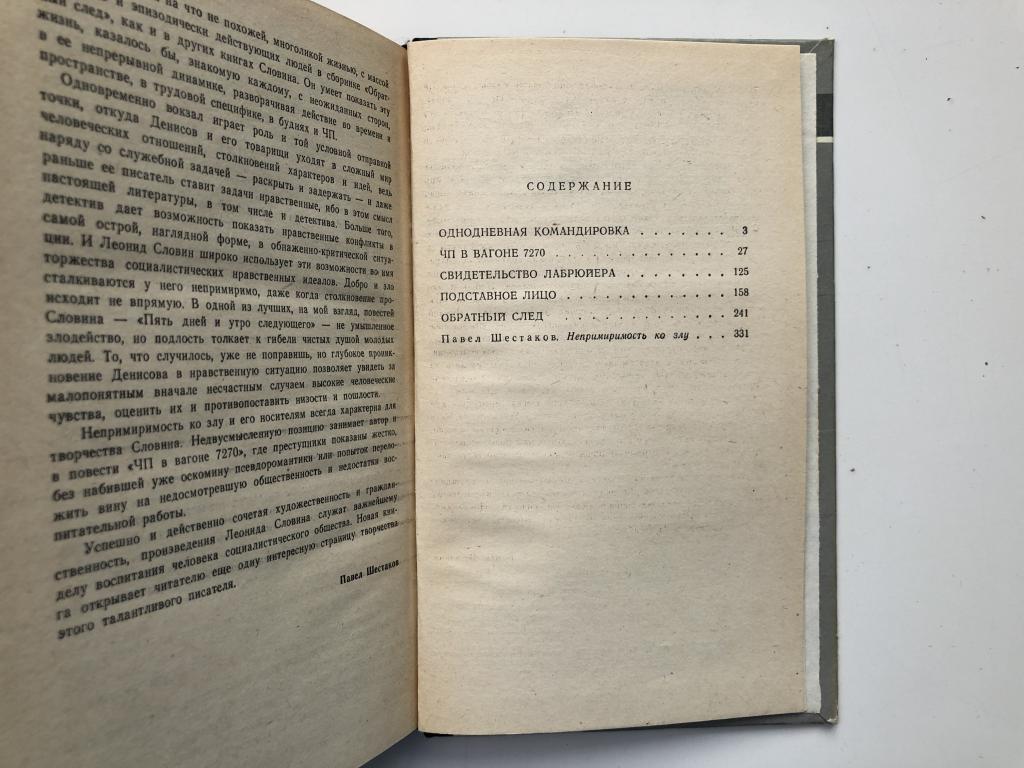 на что не похожей, многоликой жизнью, с массой
и эпизодически действующих людей в сборнике «Обрат-
след», как и в других книгах Словина. Он умеет показать эту
жизнь, казалось бы, знакомую каждому, с неожиданных сторон,
в ее непрерывной динамике, разворачивая действие во времени и
пространстве, в трудовой специфике, в буднях и ЧП.
Одновременно вокзал играет роль и той условной отправной
точки, откуда Денисов и его товарищи уходят в сложный мир
человеческих отношений, столкновений характеров и идей, ведь
наряду со служебной задачей — раскрыть и задержать — и даже
раньше ее писатель ставит задачи нравственные, ибо в этом смысл
настоящей литературы, в том числе и детектива. Больше того,
детектив дает возможность показать нравственные конфликты в
самой острой, наглядной форме, в обнаженно-критической ситуа-
ции. И Леонид Словин широко использует эти возможности во имя
торжества социалистических нравственных идеалов. Добро и зло
сталкиваются у него непримиримо, даже когда столкновение про-
исходит не впрямую. В одной из лучших, на мой взгляд, повестей
Словина — «Пять дней и утро следующего» — не умышленное
злодейство, но подлость толкает к гибели чистых душой молодых
людей. То, что случилось, уже не поправишь, но глубокое проник-
новение Денисова в нравственную ситуацию позволяет увидеть за
малопонятным вначале несчастным случаем высокие человеческие
чувства, оценить их и противопоставить низости и пошлости.
Непримиримость ко злу и его носителям всегда характерна для
творчества Словина. Недвусмысленную позицию занимает автор и
в повести «ЧП в вагоне 7270», где преступники показаны жестко,
без набившей уже оскомину псевдоромантики или попыток перело-
жить вину на недосмотревшую общественность и недостатки вос-
питательной работы.
Успешно и действенно сочетая художественность и граждан-
ственность, произведения Леонида Словина служат важнейшему
делу воспитания человека социалистического общества. Новая кни-
га открывает читателю еще одну интересную страницу творчества
этого талантливого писателя.
Павел Шестаков
СОДЕРЖАНИЕ
ОДНОДНЕВНАЯ КОМАНДИРОВКА . . . . . . . 3
ЧП В ВАГОНЕ 7270 . . . . . . . . . . . 27
СВИДЕТЕЛЬСТВО ЛАБРЮЙЕРА . . . . . . . . 125
ПОДСТАВНОЕ ЛИЦО . . . . . . . . . . . 158
ОБРАТНЫЙ СЛЕД . . . . . . . . . . . 241
Павел Шестаков. Непримиримость ко злу . . . 331